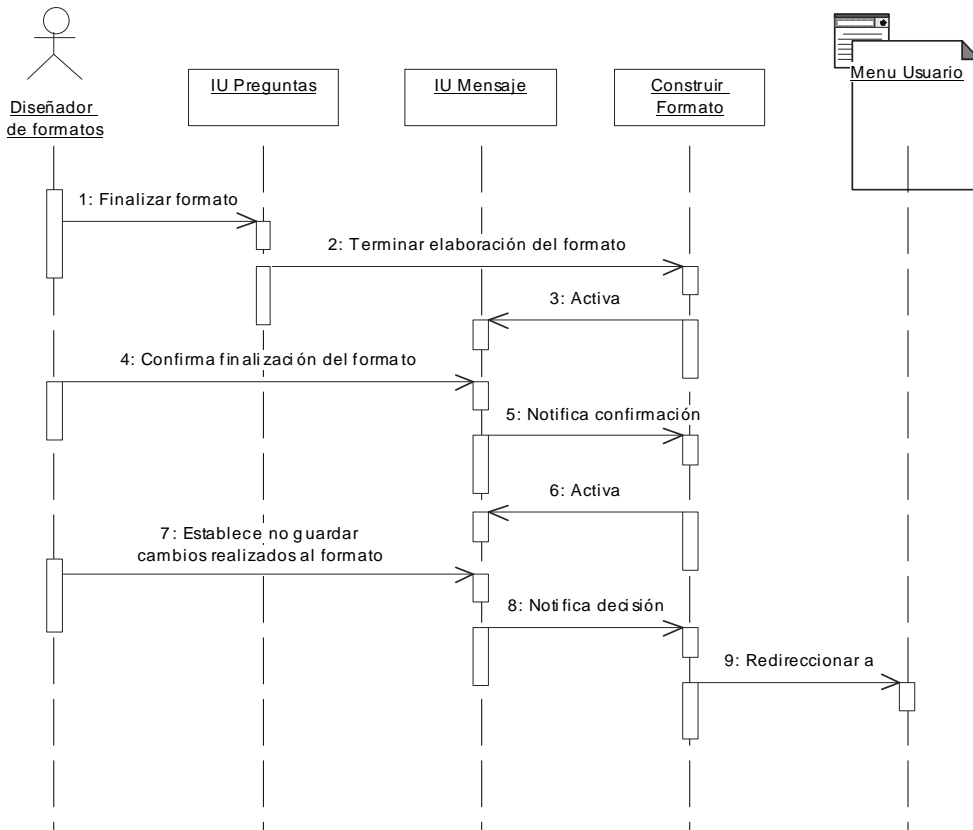 Diseñador
de formatos
IU Preguntas
IU Mensaje
Construir
Formato
Menu Usuario
1: Finalizar formato
2: Terminar elaboración del formato
3: Activa
4: Confirma finalización del formato
5: Notifica confirmación
6: Activa
7: Establece no guardar
cambios realizados al formato
8: Notifica decisión
9: Redireccionar a